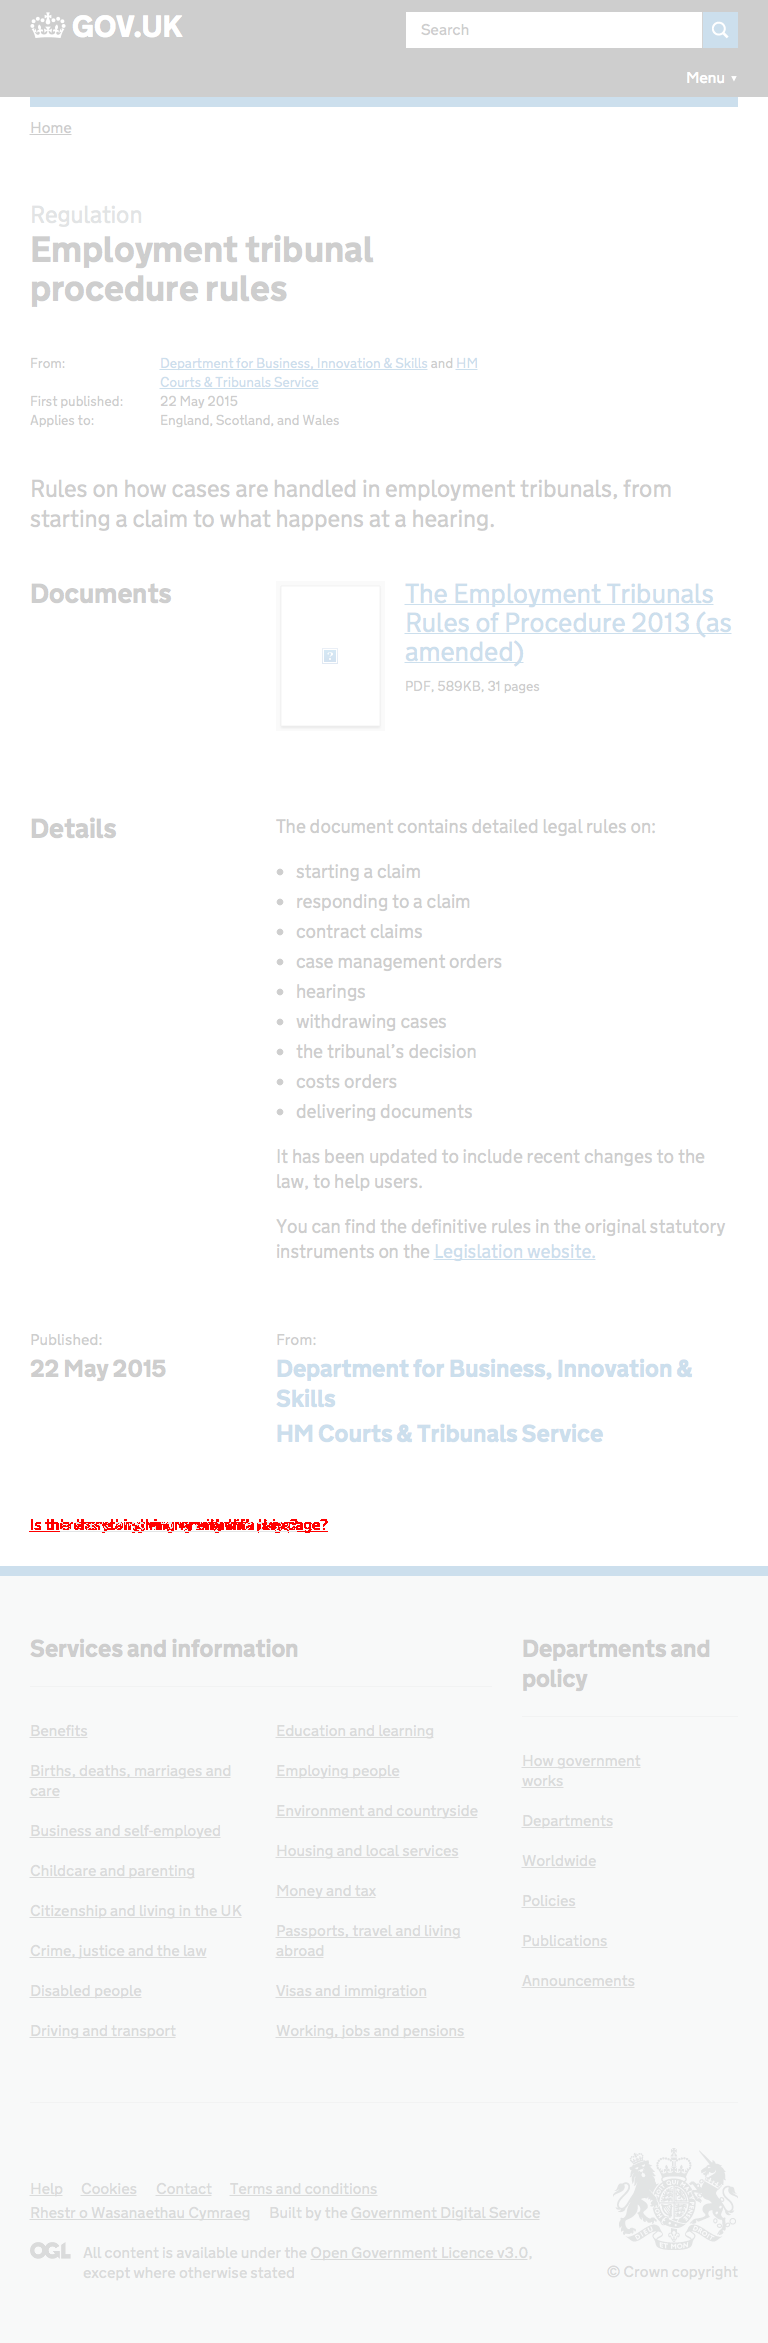 GOV.UK
Search
Menu ▼
Home
Regulation
Employment tribunal
procedure rules
From: Department for Business, Innovation & Skills and HM
Courts & Tribunals Service
First published: 22 May 2015
Applies to: England, Scotland, and Wales
Rules on how cases are handled in employment tribunals, from
starting a claim to what happens at a hearing.
Documents
The Employment Tribunals
Rules of Procedure 2013 (as
amended)
PDF, 589KB, 31 pages
Details
The document contains detailed legal rules on:
• starting a claim
• responding to a claim
• contract claims
• case management orders
• hearings
• withdrawing cases
• the tribunal's decision
• costs orders
• delivering documents
It has been updated to include recent changes to the
law, to help users.
You can find the definitive rules in the original statutory
instruments on the Legislation website.
Published:
22 May 2015
From:
Department for Business, Innovation &
Skills
HM Courts & Tribunals Service
Services and information
Benefits
Births, deaths, marriages and
care
Business and self-employed
Childcare and parenting
Citizenship and living in the UK
Crime, justice and the law
Disabled people
Driving and transport
Education and learning
Employing people
Environment and countryside
Housing and local services
Money and tax
Passports, travel and living
abroad
Visas and immigration
Working, jobs and pensions
Departments and
policy
How government
works
Departments
Worldwide
Policies
Publications
Announcements
Help Cookies Contact Terms and conditions
Rhestr o Wasanaethau Cymraeg Built by the Government Digital Service
OGL
All content is available under the Open Government Licence v3.0,
except where otherwise stated
© Crown copyright